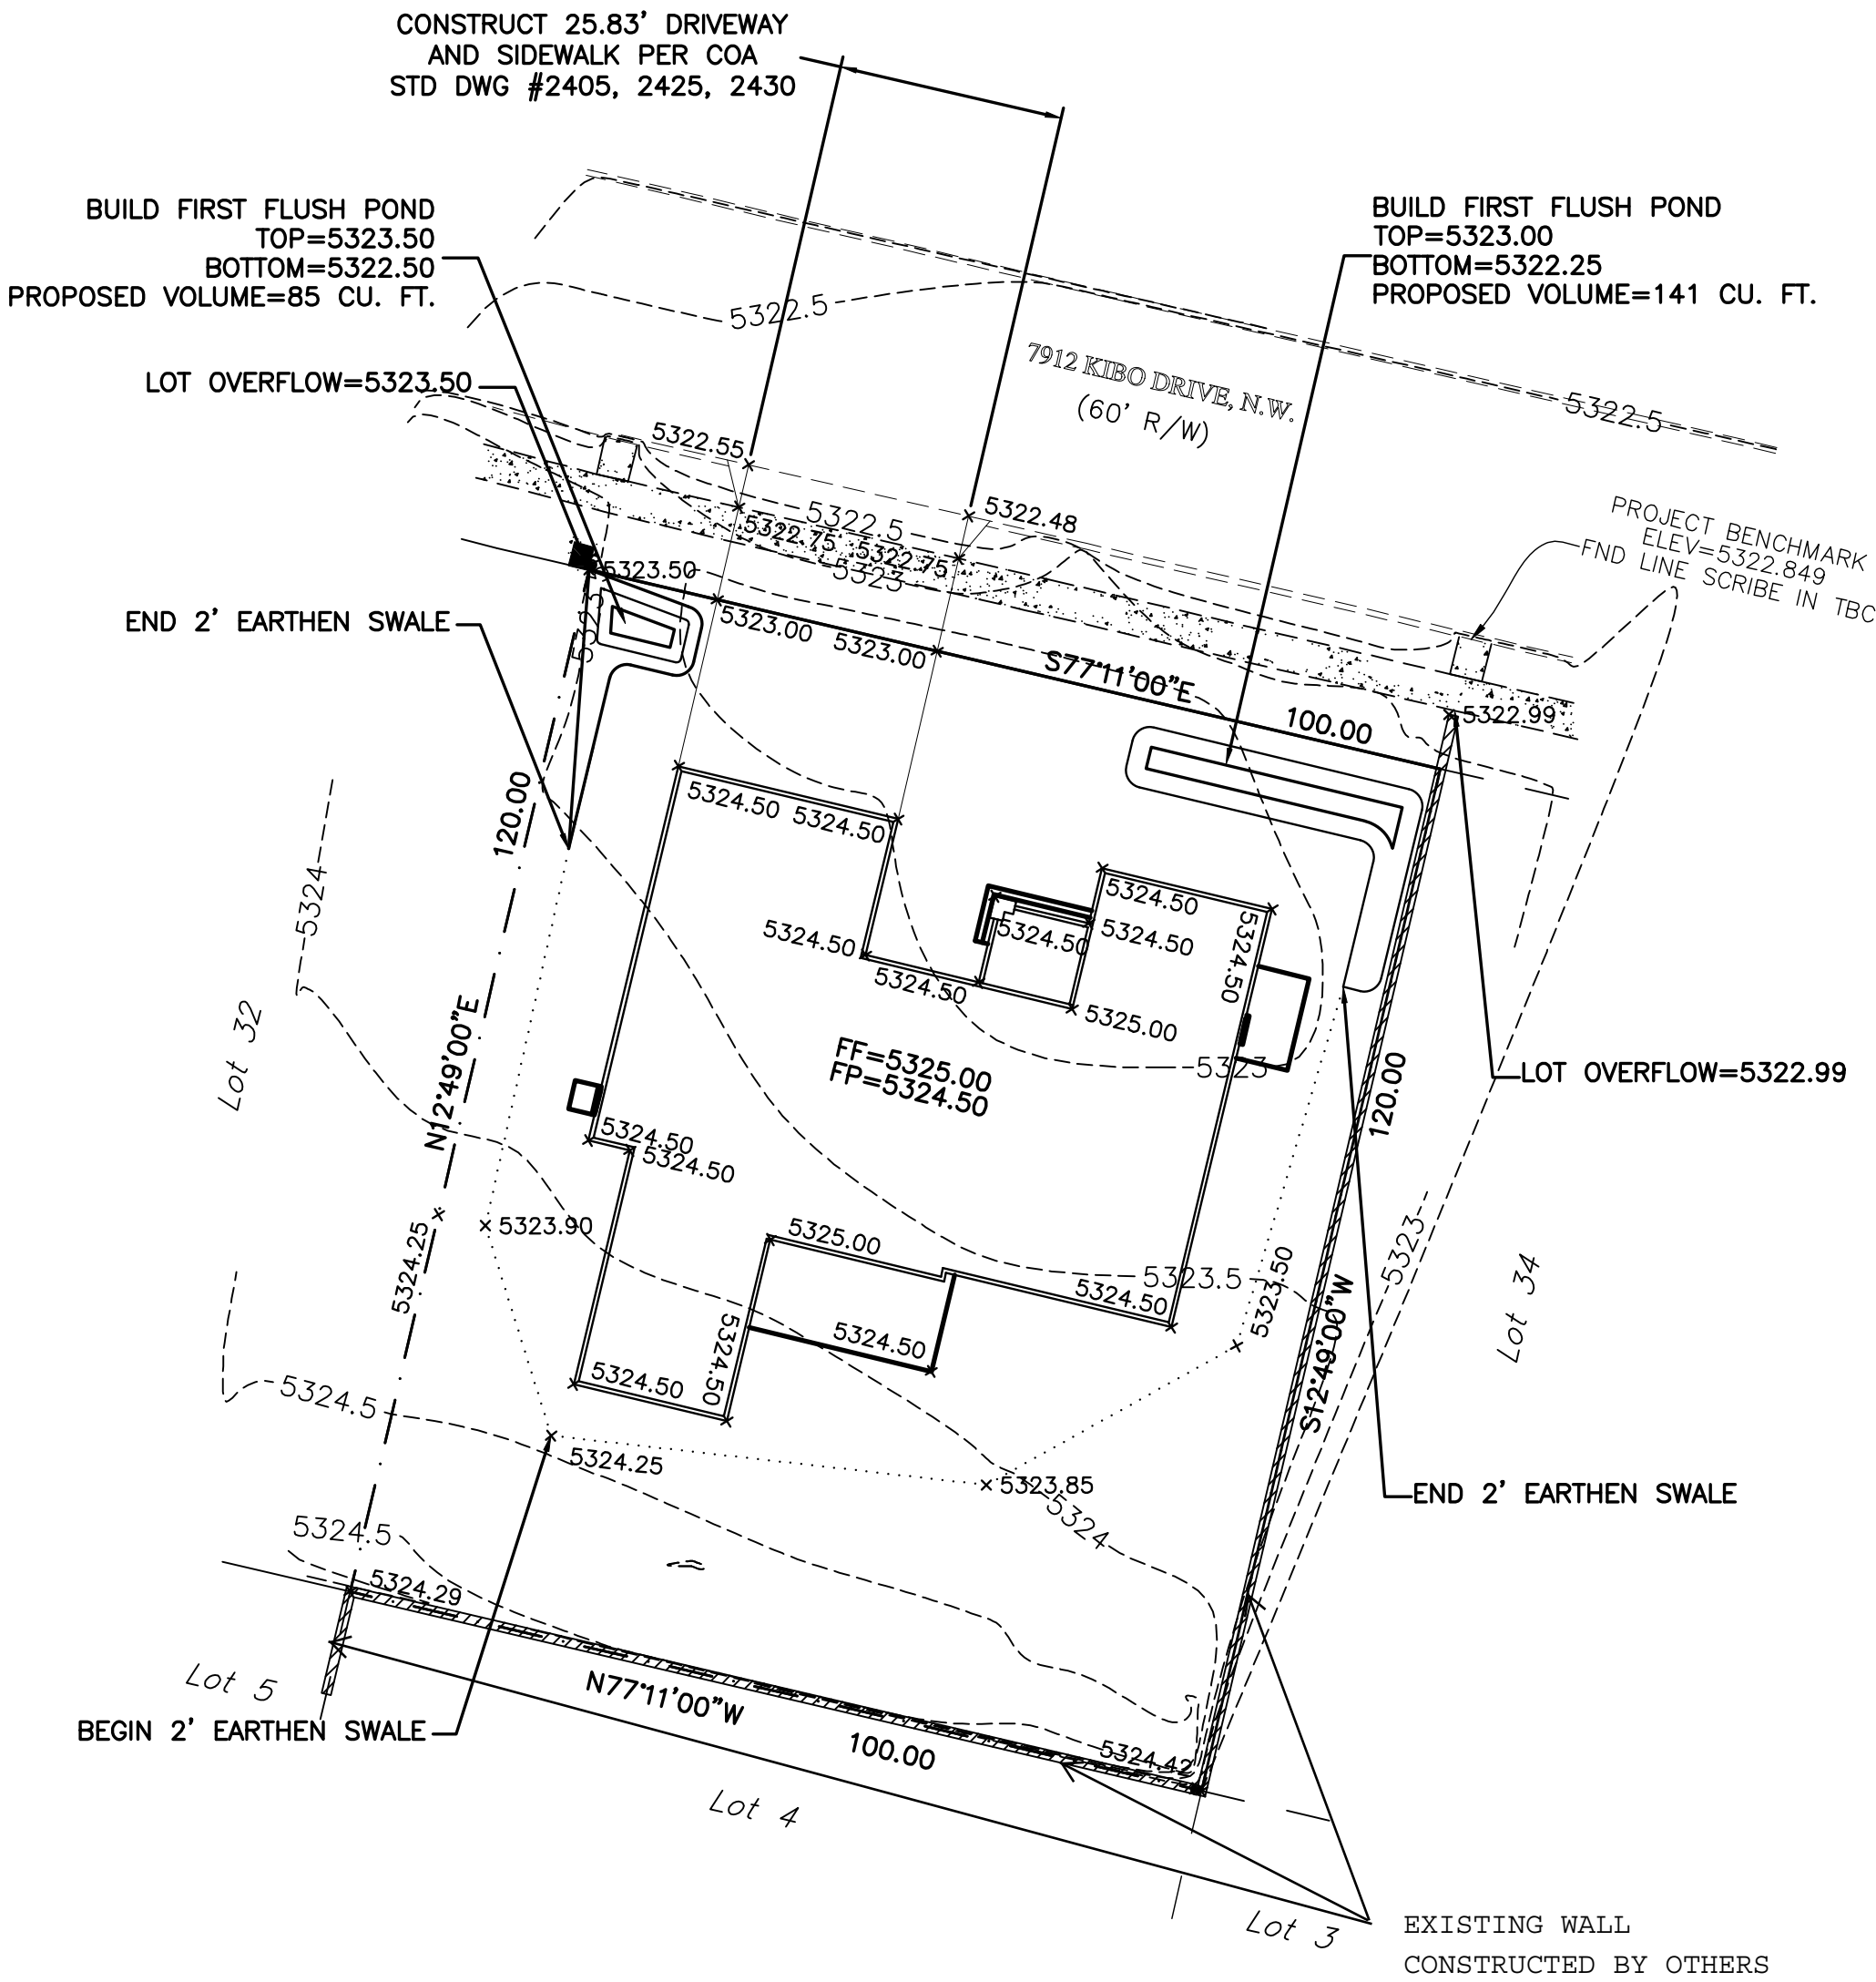 CONSTRUCT 25.83' DRIVEWAY
AND SIDEWALK PER COA
STD DWG #2405, 2425, 2430
BUILD FIRST FLUSH POND
TOP=5323.50
BOTTOM=5322.50
PROPOSED VOLUME=85 CU. FT.
BUILD FIRST FLUSH POND
TOP=5323.00
BOTTOM=5322.25
PROPOSED VOLUME=141 CU. FT.
5322.5
7912 KIBO DRIVE, N.W.
(60' R/W)
5322.5
LOT OVERFLOW=5323.50
5322.55
5322.5
5322.48
5322.75
5322.75
5323
PROJECT BENCHMARK
ELEV=5322.849
FND LINE SCRIBE IN TBC
5323.50
5323.5
END 2' EARTHEN SWALE
5323.00
5323.00
S77°11'00"E
100.00
5322.99
120.00
5324.50
5324.50
5324
5324.50
5324.50
5324.50
5324.50
5324.50
5324.50
5325.00
Lot 32
N12°49'00"E
FF=5325.00
FP=5324.50
5323
120.00
LOT OVERFLOW=5322.99
5324.50
5324.50
5323.90
5324.25
5325.00
5323.5
5324.50
5323.50
5323
Lot 34
S12°49'00"W
5324.50
5324.50
5324.50
5324.5
5324.25
5323.85
5324
END 2' EARTHEN SWALE
5324.5
5324.29
Lot 5
N77°11'00"W
100.00
5324.42
BEGIN 2' EARTHEN SWALE
Lot 4
Lot 3
EXISTING WALL
CONSTRUCTED BY OTHERS